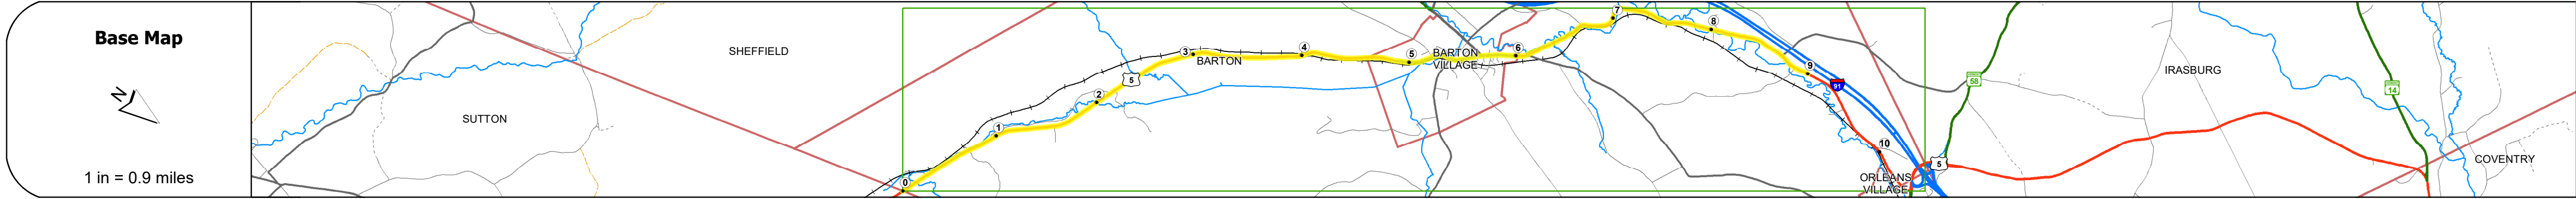 Base Map
N
1 in = 0.9 miles
SUTTON
SHEFFIELD
0
1
2
5
3
BARTON
4
5
BARTON
VILLAGE
6
7
8
9
91
10
ORLEANS
VILLAGE
5
58
IRASBURG
14
COVENTRY